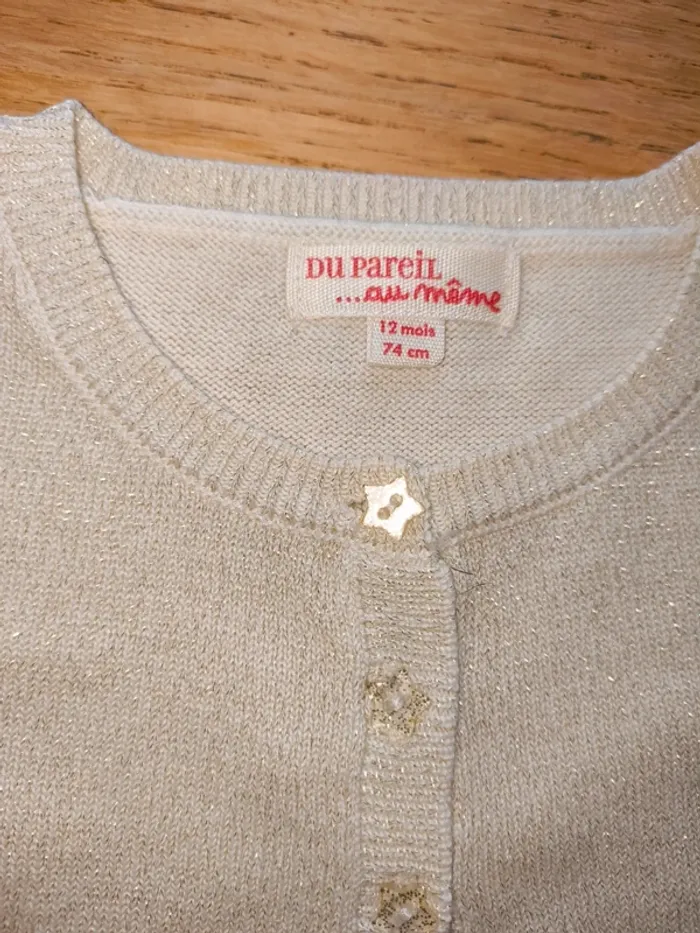 DU PAREIL
...au même
12 mois
74 cm